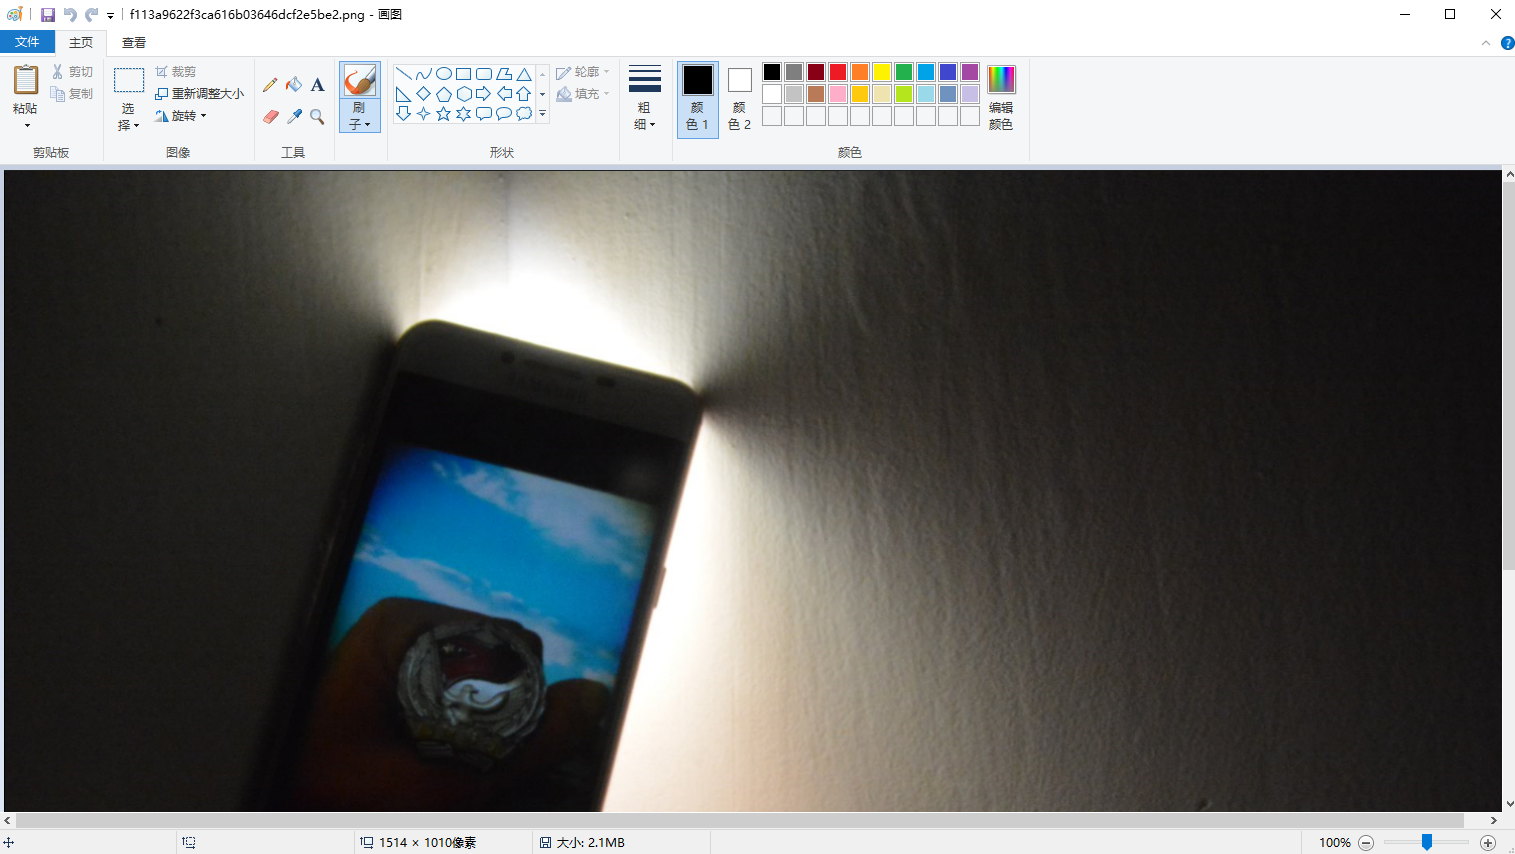 f113a9622f3ca616b03646dcf2e5be2.png - 画图
文件 主页 查看
粘贴
剪切
复制
剪贴板
选择
裁剪
重新调整大小
旋转
图像
A
工具
刷子
轮廓
填充
形状
粗细
颜色 1
颜色 2
编辑颜色
颜色
1514 × 1010像素
大小: 2.1MB
100%